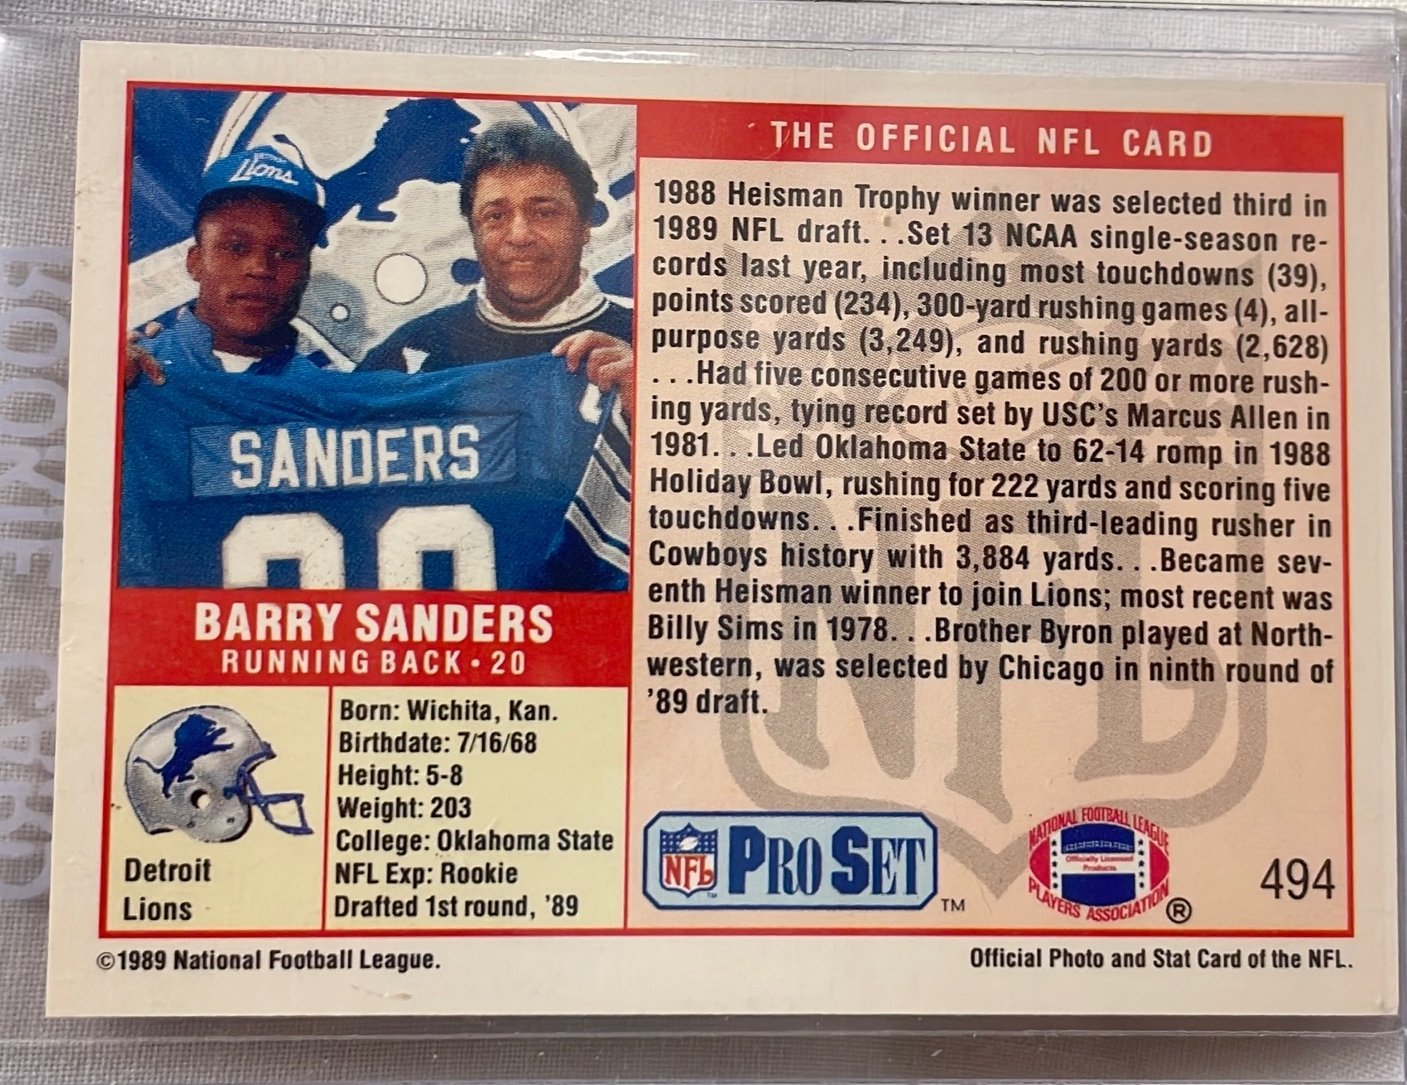 THE OFFICIAL NFL CARD
1988 Heisman Trophy winner was selected third in
1989 NFL draft. . .Set 13 NCAA single-season re-
cords last year, including most touchdowns (39),
points scored (234), 300-yard rushing games (4), all-
purpose yards (3,249), and rushing yards (2,628)
. . .Had five consecutive games of 200 or more rush-
ing yards, tying record set by USC's Marcus Allen in
1981. . .Led Oklahoma State to 62-14 romp in 1988
Holiday Bowl, rushing for 222 yards and scoring five
touchdowns. . .Finished as third-leading rusher in
Cowboys history with 3,884 yards. . .Became sev-
enth Heisman winner to join Lions; most recent was
Billy Sims in 1978. . .Brother Byron played at North-
western, was selected by Chicago in ninth round of
'89 draft.
NFL
Lions
SANDERS
20
BARRY SANDERS
RUNNING BACK • 20
Detroit
Lions
Born: Wichita, Kan.
Birthdate: 7/16/68
Height: 5-8
Weight: 203
College: Oklahoma State
NFL Exp: Rookie
Drafted 1st round, '89
NFL PRO SET TM
NATIONAL FOOTBALL LEAGUE
Officially Licensed
Products
PLAYERS ASSOCIATION ®
494
©1989 National Football League.
Official Photo and Stat Card of the NFL.
ROOKIE CARD